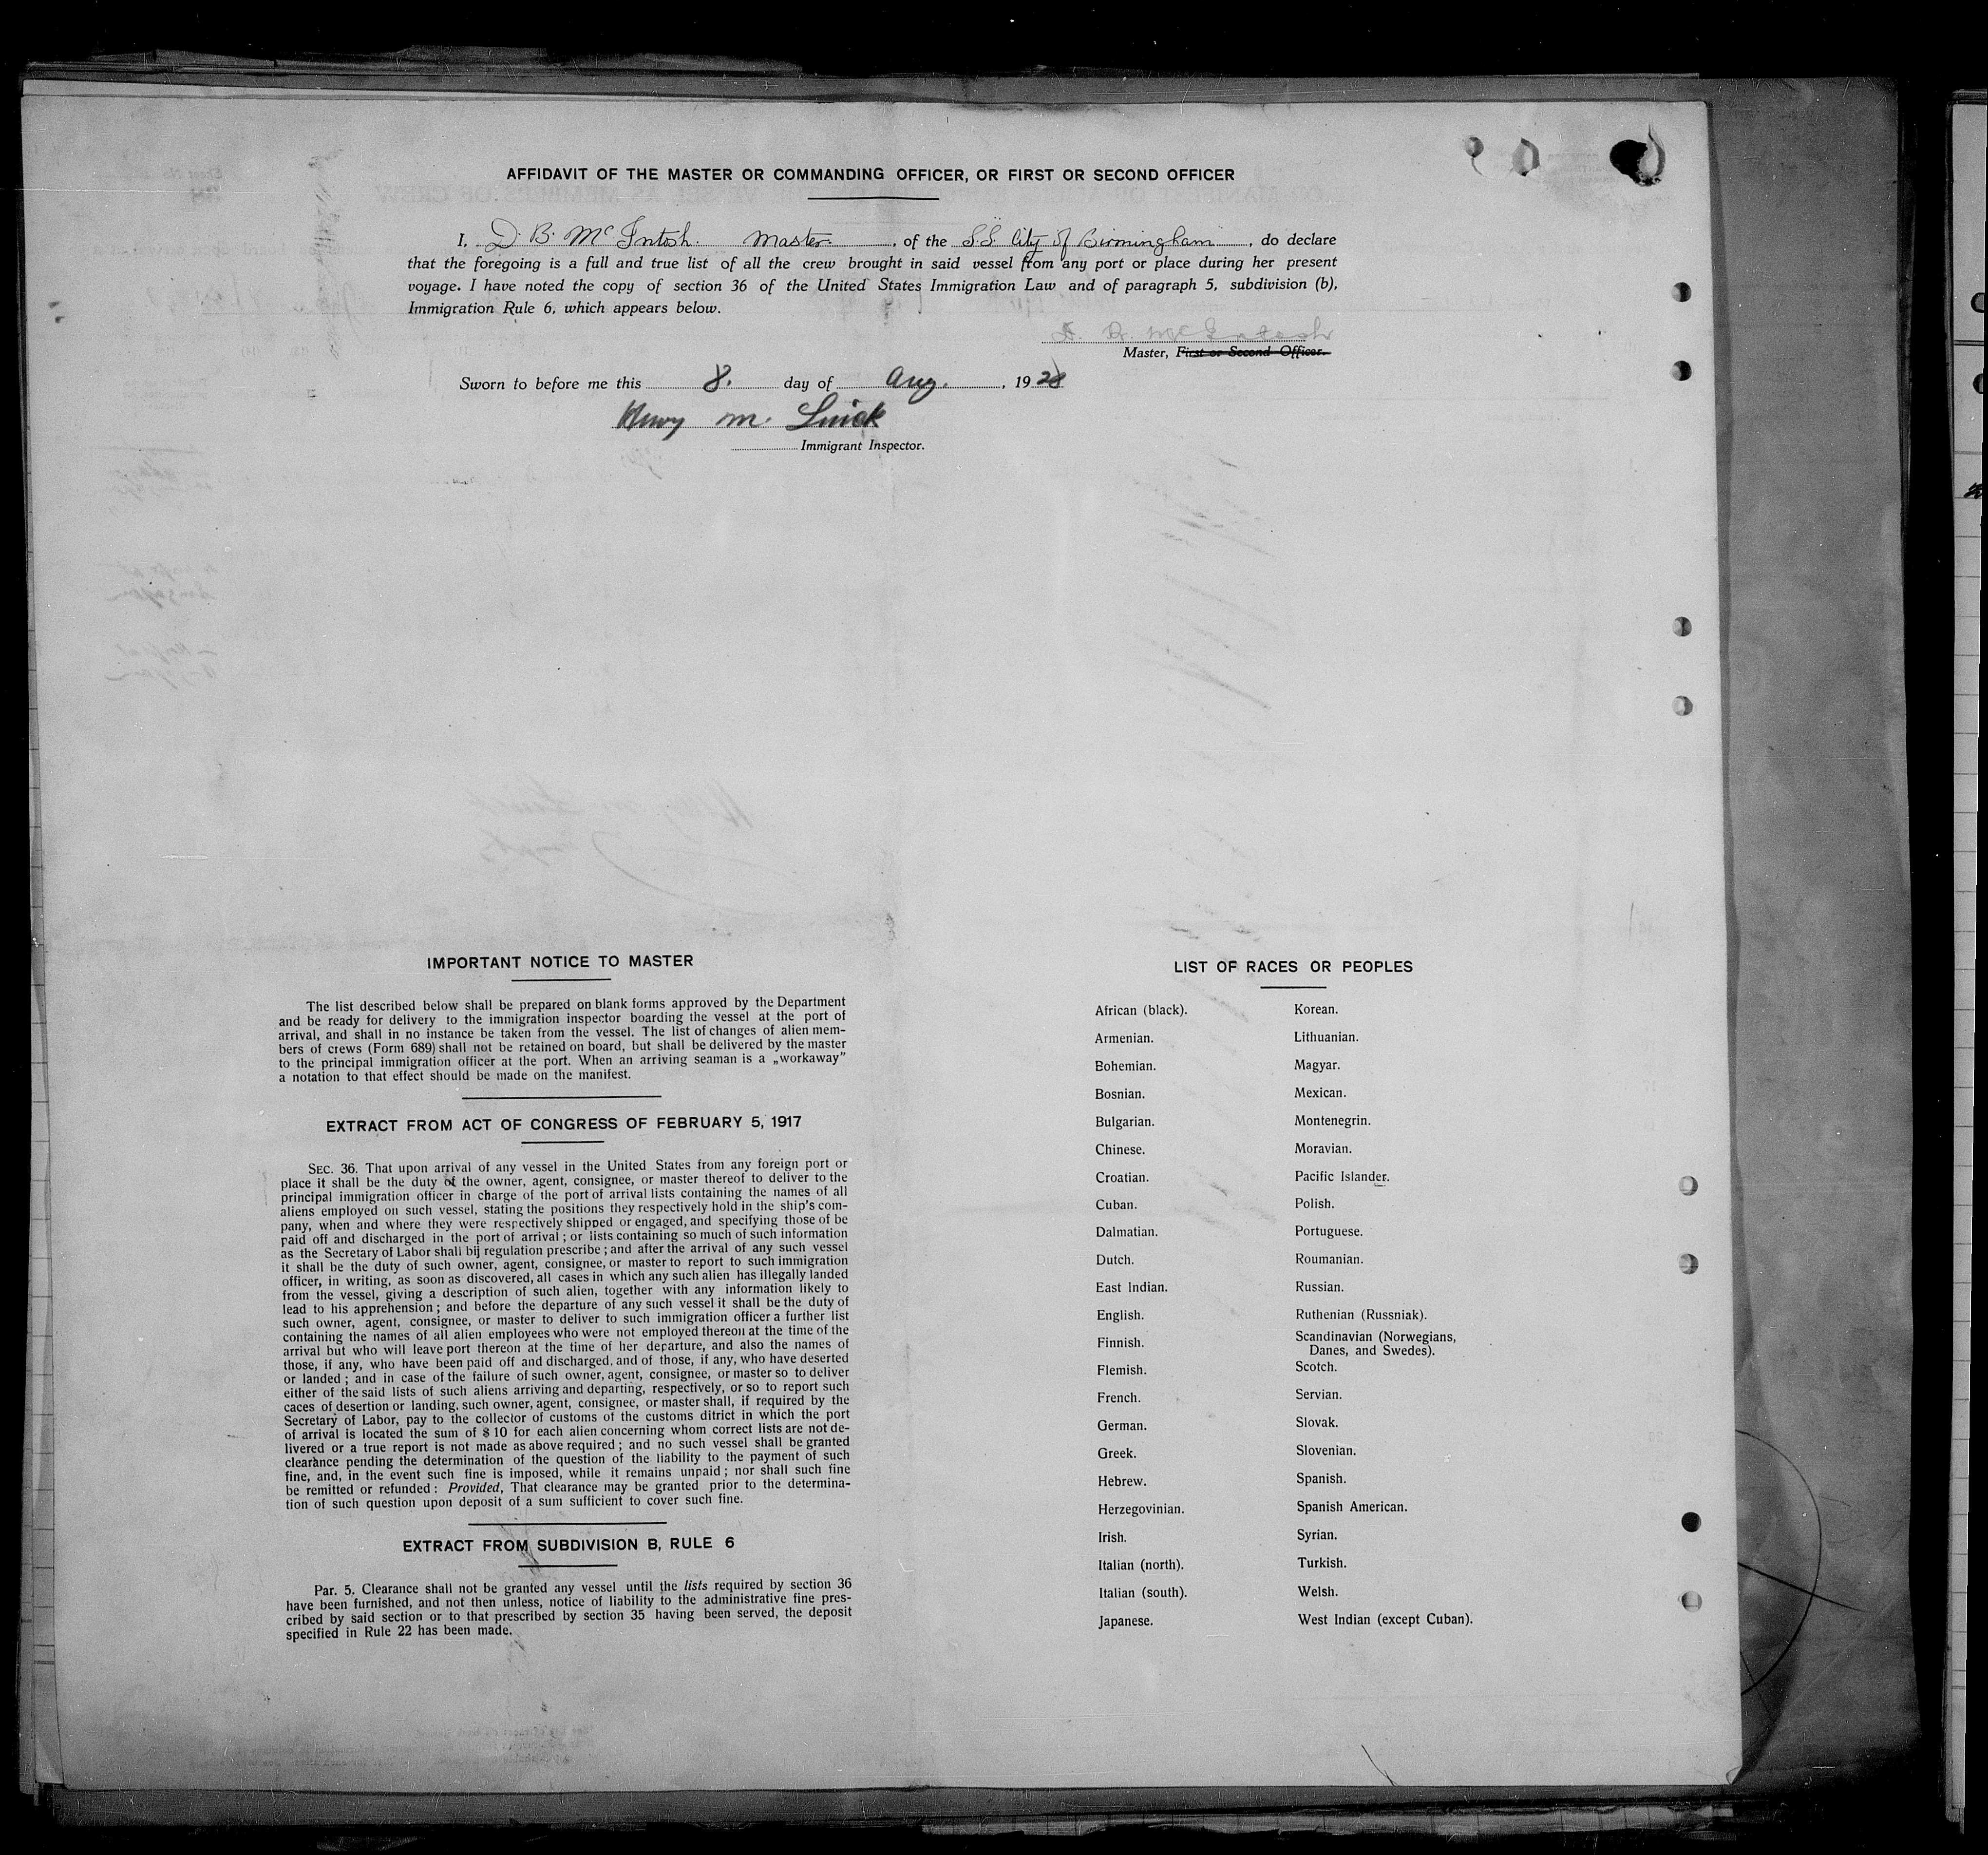 AFFIDAVIT OF THE MASTER OR COMMANDING OFFICER, OR FIRST OR SECOND OFFICER
I, D. B. McIntosh. Master. , of the S.S. City of Birmingham , do declare
that the foregoing is a full and true list of all the crew brought in said vessel from any port or place during her present
voyage. I have noted the copy of section 36 of the United States Immigration Law and of paragraph 5, subdivision (b),
Immigration Rule 6, which appears below.
D. B. McIntosh
Master, First or Second Officer.
Sworn to before me this 8. day of Aug. , 1928
Henry M.
Immigrant Inspector.
IMPORTANT NOTICE TO MASTER
The list described below shall be prepared on blank forms approved by the Department
and be ready for delivery to the immigration inspector boarding the vessel at the port of
arrival, and shall in no instance be taken from the vessel. The list of changes of alien mem-
bers of crews (Form 689) shall not be retained on board, but shall be delivered by the master
to the principal immigration officer at the port. When an arriving seaman is a „workaway”
a notation to that effect should be made on the manifest.
EXTRACT FROM ACT OF CONGRESS OF FEBRUARY 5, 1917
SEC. 36. That upon arrival of any vessel in the United States from any foreign port or
place it shall be the duty of the owner, agent, consignee, or master thereof to deliver to the
principal immigration officer in charge of the port of arrival lists containing the names of all
aliens employed on such vessel, stating the positions they respectively hold in the ship's com-
pany, when and where they were respectively shipped or engaged, and specifying those of be
paid off and discharged in the port of arrival ; or lists containing so much of such information
as the Secretary of Labor shall bij regulation prescribe ; and after the arrival of any such vessel
it shall be the duty of such owner, agent, consignee, or master to report to such immigration
officer, in writing, as soon as discovered, all cases in which any such alien has illegally landed
from the vessel, giving a description of such alien, together with any information likely to
lead to his apprehension ; and before the departure of any such vessel it shall be the duty of
such owner, agent, consignee, or master to deliver to such immigration officer a further list
containing the names of all alien employees who were not employed thereon at the time of the
arrival but who will leave port thereon at the time of her departure, and also the names of
those, if any, who have been paid off and discharged, and of those, if any, who have deserted
or landed ; and in case of the failure of such owner, agent, consignee, or master so to deliver
either of the said lists of such aliens arriving and departing, respectively, or so to report such
caces of desertion or landing, such owner, agent, consignee, or master shall, if required by the
Secretary of Labor, pay to the collector of customs of the customs ditrict in which the port
of arrival is located the sum of $ 10 for each alien concerning whom correct lists are not de-
livered or a true report is not made as above required ; and no such vessel shall be granted
clearance pending the determination of the question of the liability to the payment of such
fine, and, in the event such fine is imposed, while it remains unpaid ; nor shall such fine
be remitted or refunded : Provided, That clearance may be granted prior to the determina-
tion of such question upon deposit of a sum sufficient to cover such fine.
EXTRACT FROM SUBDIVISION B, RULE 6
Par. 5. Clearance shall not be granted any vessel until the lists required by section 36
have been furnished, and not then unless, notice of liability to the administrative fine pres-
cribed by said section or to that prescribed by section 35 having been served, the deposit
specified in Rule 22 has been made.
LIST OF RACES OR PEOPLES
African (black).
Armenian.
Bohemian.
Bosnian.
Bulgarian.
Chinese.
Croatian.
Cuban.
Dalmatian.
Dutch.
East Indian.
English.
Finnish.
Flemish.
French.
German.
Greek.
Hebrew.
Herzegovinian.
Irish.
Italian (north).
Italian (south).
Japanese.
Korean.
Lithuanian.
Magyar.
Mexican.
Montenegrin.
Moravian.
Pacific Islander.
Polish.
Portuguese.
Roumanian.
Russian.
Ruthenian (Russniak).
Scandinavian (Norwegians,
Danes, and Swedes).
Scotch.
Servian.
Slovak.
Slovenian.
Spanish.
Spanish American.
Syrian.
Turkish.
Welsh.
West Indian (except Cuban).